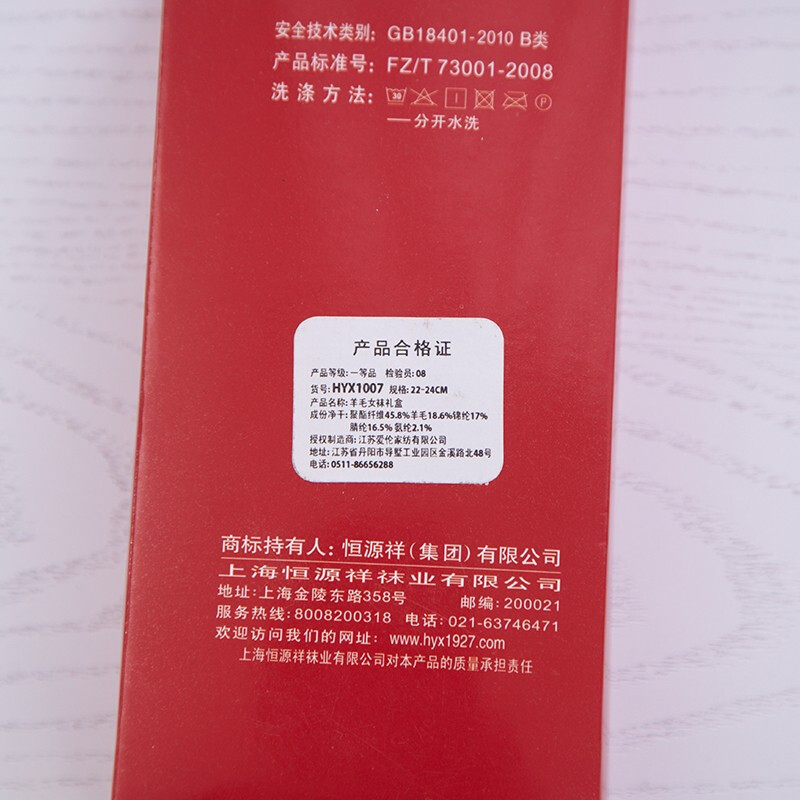 安全技术类别: GB18401-2010 B类
产品标准号: FZ/T 73001-2008
洗涤方法: 30 P
——分开水洗
产品合格证
产品等级: 一等品 检验员: 08
货号: HYX1007 规格: 22-24CM
产品名称: 羊毛女袜礼盒
成份净干: 聚酯纤维45.8%羊毛18.6%锦纶17%
腈纶16.5% 氨纶2.1%
授权制造商: 江苏爱伦家纺有限公司
地址: 江苏省丹阳市导墅工业园区金溪路北48号
电话: 0511-86656288
商标持有人: 恒源祥(集团)有限公司
上海恒源祥袜业有限公司
地址: 上海金陵东路358号 邮编: 200021
服务热线: 8008200318 电话: 021-63746471
欢迎访问我们的网址: www.hyx1927.com
上海恒源祥袜业有限公司对本产品的质量承担责任